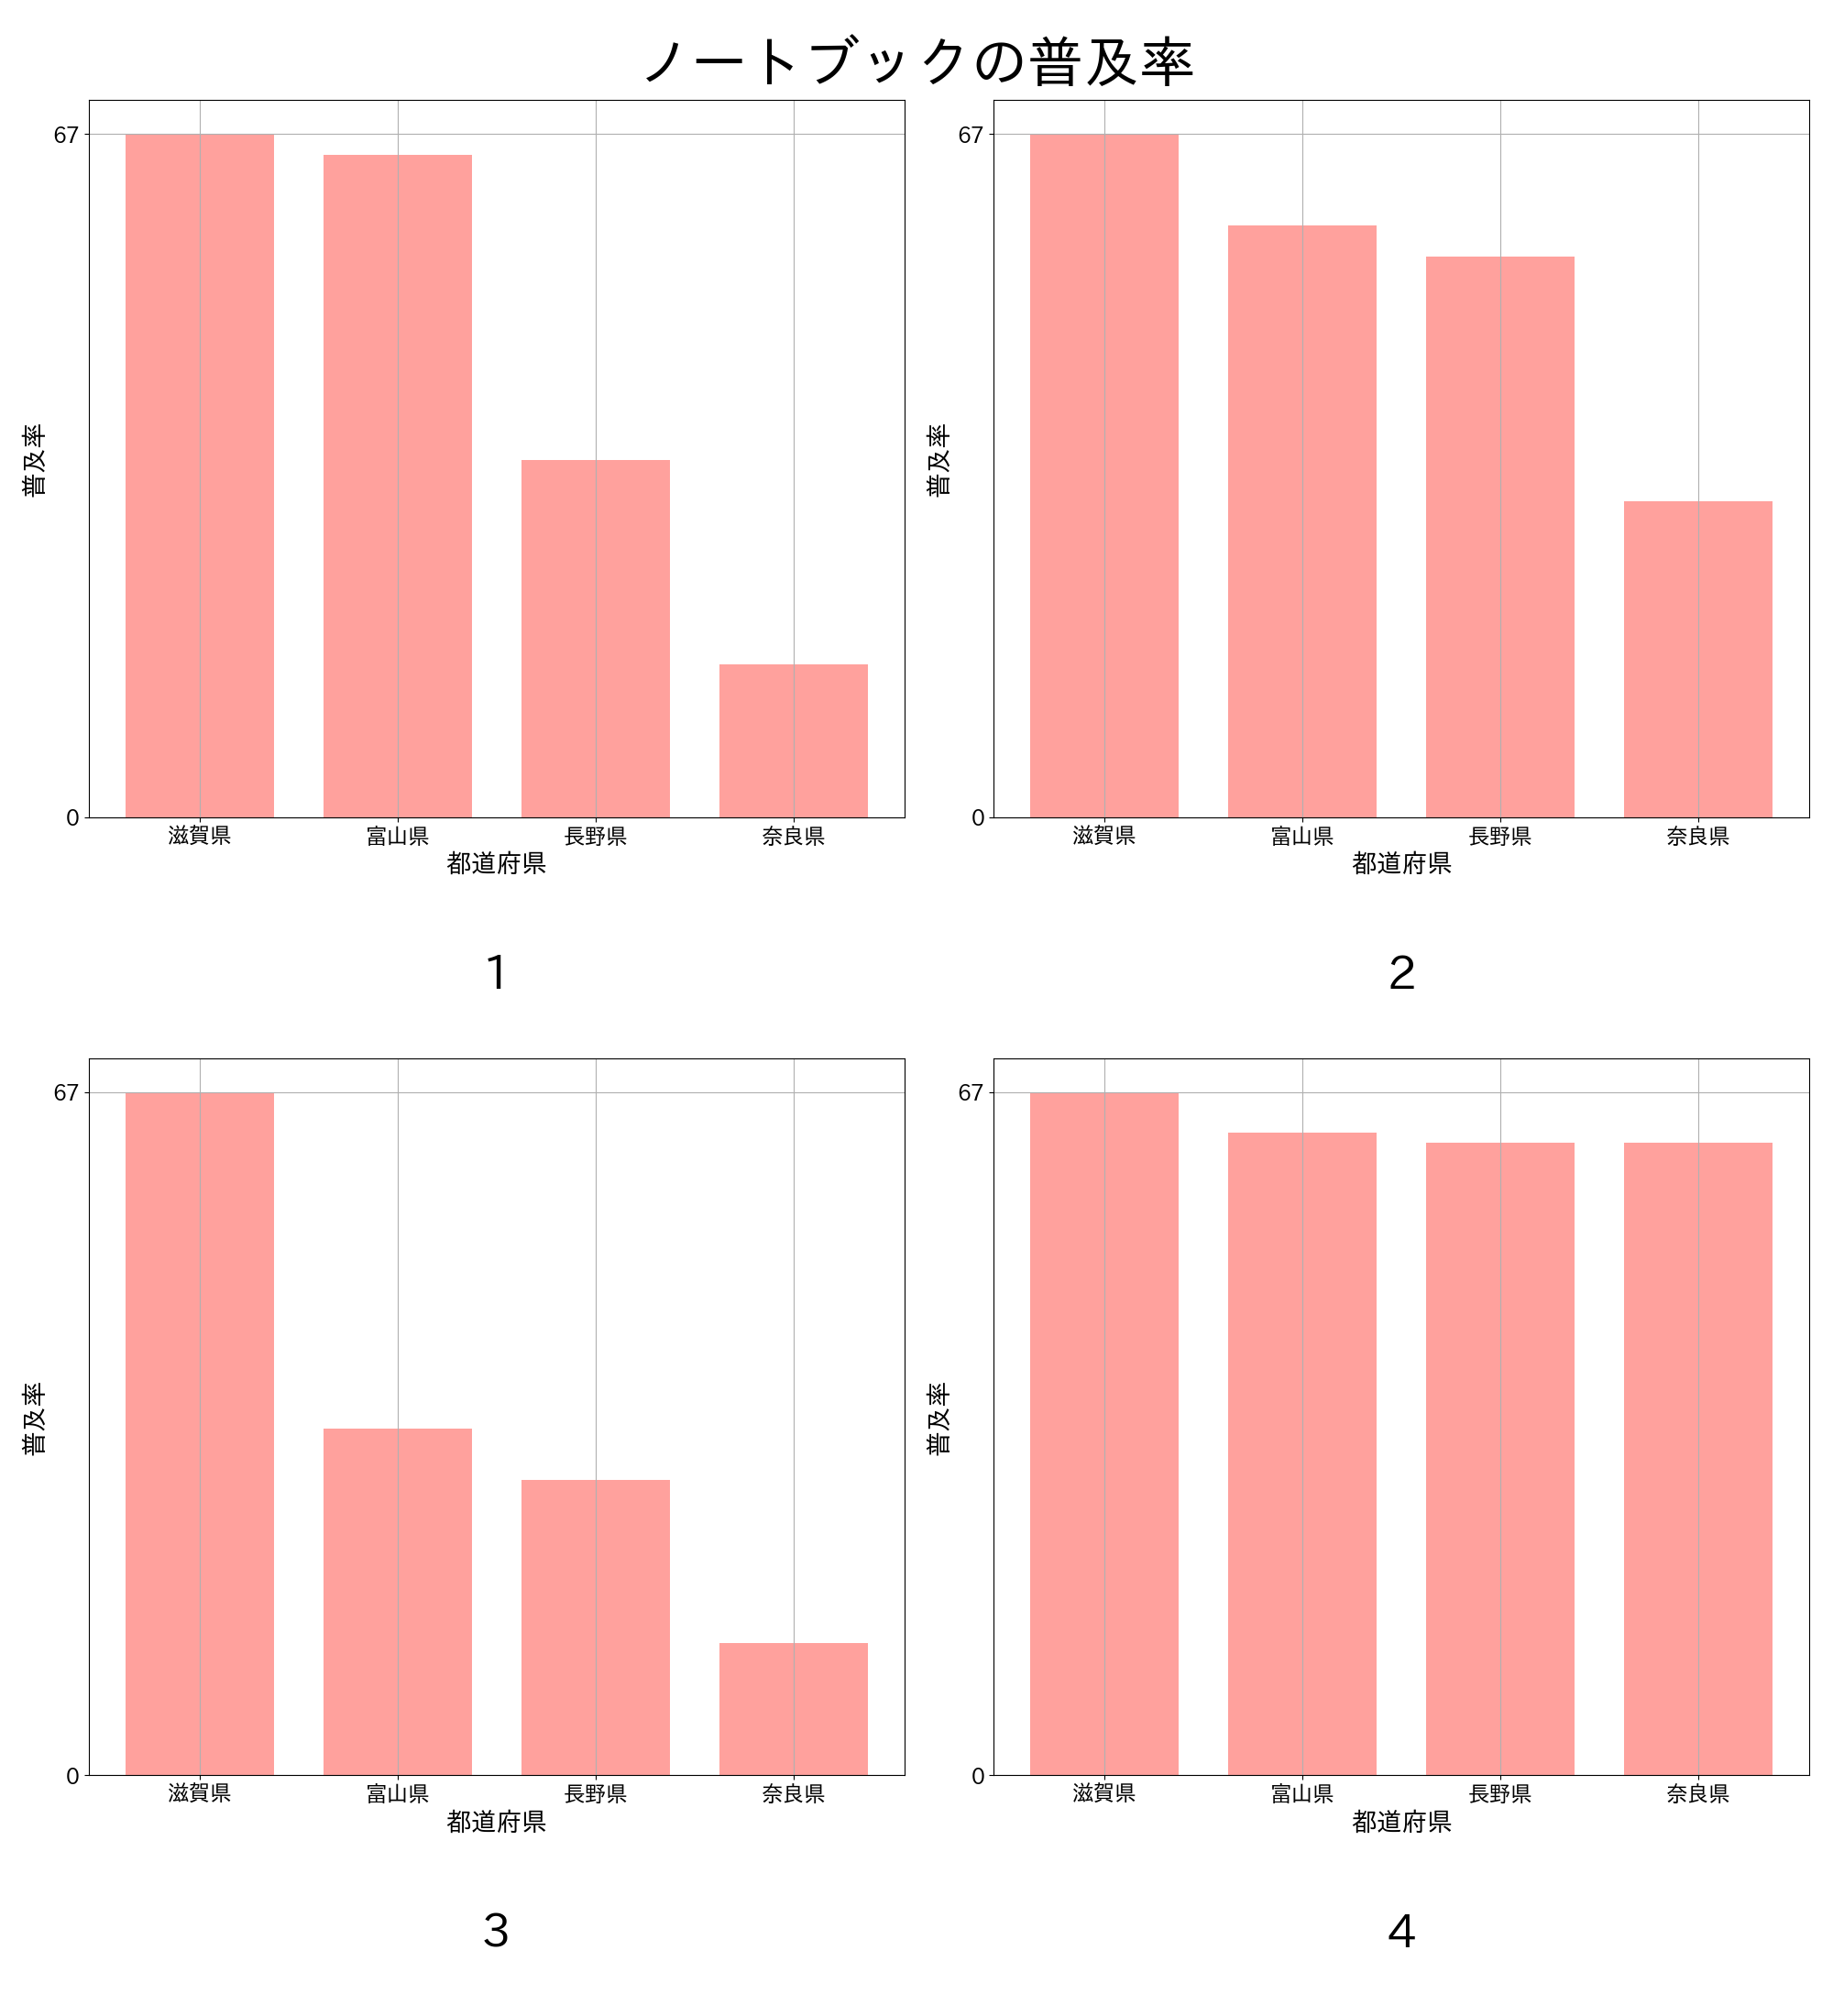 ノートブックの普及率
67
0
普及率
滋賀県 富山県 長野県 奈良県
都道府県
1
67
0
普及率
滋賀県 富山県 長野県 奈良県
都道府県
2
67
0
普及率
滋賀県 富山県 長野県 奈良県
都道府県
3
67
0
普及率
滋賀県 富山県 長野県 奈良県
都道府県
4